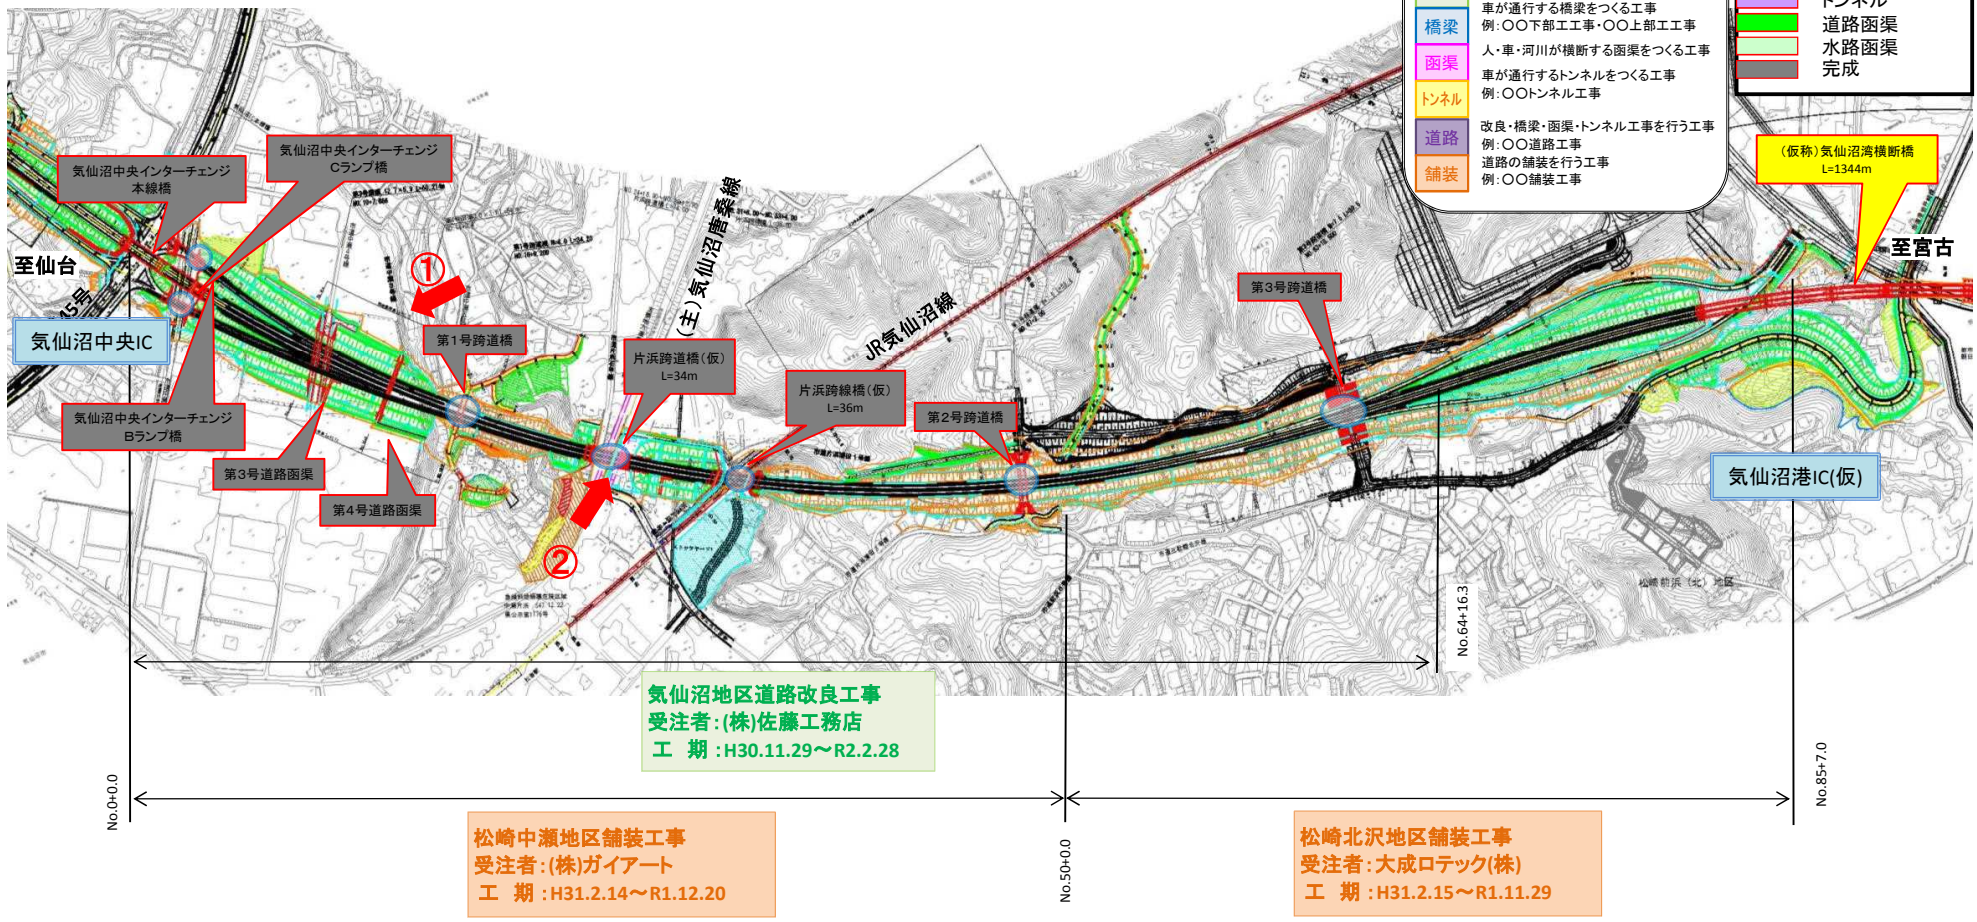 車が通行する橋梁をつくる工事
橋梁
例：〇〇下部工工事・〇〇上部工工事
函渠
人・車・河川が横断する函渠をつくる工事
車が通行するトンネルをつくる工事
トンネル
例：〇〇トンネル工事
道路
改良・橋梁・函渠・トンネル工事を行う工事
例：〇〇道路工事
舗装
道路の舗装を行う工事
例：〇〇舗装工事
トンネル
道路函渠
水路函渠
完成
(仮称)気仙沼湾横断橋
L=1344m
至宮古
気仙沼中央インターチェンジ
本線橋
気仙沼中央インターチェンジ
Cランプ橋
至仙台
45号
気仙沼中央IC
①
第1号跨道橋
(主)気仙沼唐桑線
片浜跨道橋(仮)
L=34m
JR気仙沼線
片浜跨線橋(仮)
L=36m
第2号跨道橋
第3号跨道橋
気仙沼中央インターチェンジ
Bランプ橋
第3号道路函渠
第4号道路函渠
②
気仙沼港IC(仮)
松崎前浜（北）地区
No.64+16.3
気仙沼地区道路改良工事
受注者：(株)佐藤工務店
工　期：H30.11.29～R2.2.28
No.0+0.0
No.50+0.0
No.85+7.0
松崎中瀬地区舗装工事
受注者：(株)ガイアート
工　期：H31.2.14～R1.12.20
松崎北沢地区舗装工事
受注者：大成ロテック(株)
工　期：H31.2.15～R1.11.29